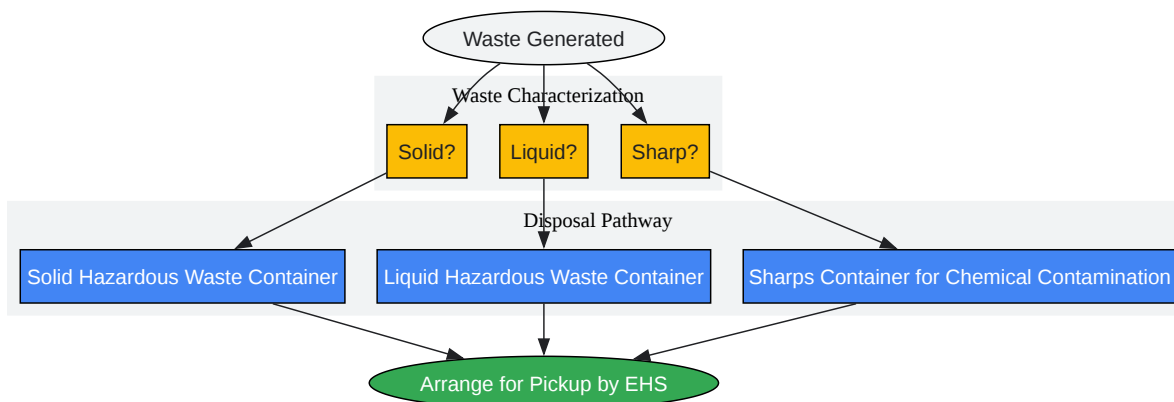 Waste Generated
Waste Characterization
Solid?
Liquid?
Sharp?
Disposal Pathway
Solid Hazardous Waste Container
Liquid Hazardous Waste Container
Sharps Container for Chemical Contamination
Arrange for Pickup by EHS